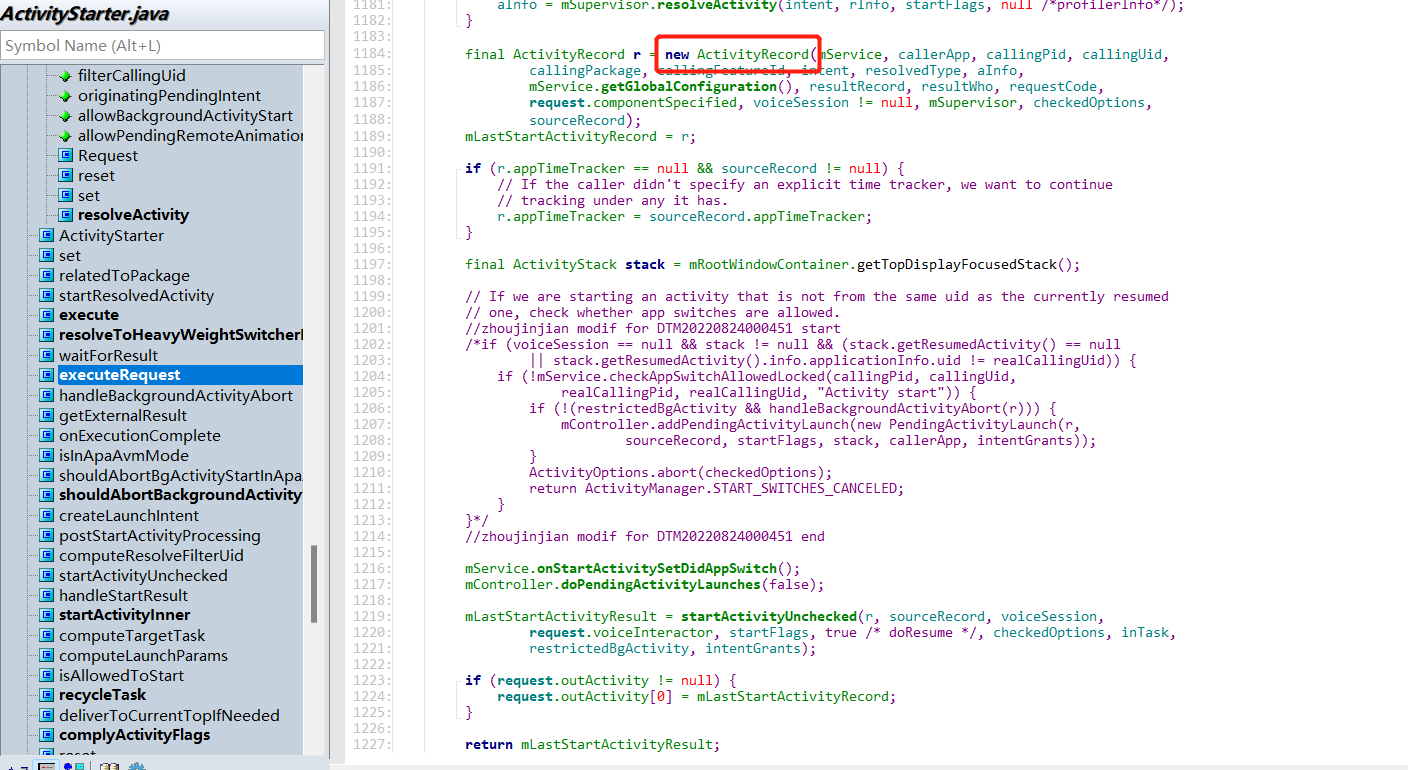 ActivityStarter.java
Symbol Name (Alt+L)
filterCallingUid
originatingPendingIntent
allowBackgroundActivityStart
allowPendingRemoteAnimation
Request
reset
set
resolveActivity
ActivityStarter
set
relatedToPackage
startResolvedActivity
execute
resolveToHeavyWeightSwitcherI
waitForResult
executeRequest
handleBackgroundActivityAbort
getExternalResult
onExecutionComplete
isInApaAvmMode
shouldAbortBgActivityStartInApa
shouldAbortBackgroundActivity
createLaunchIntent
postStartActivityProcessing
computeResolveFilterUid
startActivityUnchecked
handleStartResult
startActivityInner
computeTargetTask
computeLaunchParams
isAllowedToStart
recycleTask
deliverToCurrentTopIfNeeded
complyActivityFlags
reset
1181: aInfo = mSupervisor.resolveActivity(intent, rInfo, startFlags, null /*profilerInfo*/);
1182: }
1183:
1184: final ActivityRecord r = new ActivityRecord(mService, callerApp, callingPid, callingUid,
1185: callingPackage, callingFeatureId, intent, resolvedType, aInfo,
1186: mService.getGlobalConfiguration(), resultRecord, resultWho, requestCode,
1187: request.componentSpecified, voiceSession != null, mSupervisor, checkedOptions,
1188: sourceRecord);
1189: mLastStartActivityRecord = r;
1190:
1191: if (r.appTimeTracker == null && sourceRecord != null) {
1192: // If the caller didn't specify an explicit time tracker, we want to continue
1193: // tracking under any it has.
1194: r.appTimeTracker = sourceRecord.appTimeTracker;
1195: }
1196:
1197: final ActivityStack stack = mRootWindowContainer.getTopDisplayFocusedStack();
1198:
1199: // If we are starting an activity that is not from the same uid as the currently resumed
1200: // one, check whether app switches are allowed.
1201: //zhoujinjian modif for DTM20220824000451 start
1202: /*if (voiceSession == null && stack != null && (stack.getResumedActivity() == null
1203: || stack.getResumedActivity().info.applicationInfo.uid != realCallingUid)) {
1204: if (!mService.checkAppSwitchAllowedLocked(callingPid, callingUid,
1205: realCallingPid, realCallingUid, "Activity start")) {
1206: if (!(restrictedBgActivity && handleBackgroundActivityAbort(r))) {
1207: mController.addPendingActivityLaunch(new PendingActivityLaunch(r,
1208: sourceRecord, startFlags, stack, callerApp, intentGrants));
1209: }
1210: ActivityOptions.abort(checkedOptions);
1211: return ActivityManager.START_SWITCHES_CANCELED;
1212: }
1213: }*/
1214: //zhoujinjian modif for DTM20220824000451 end
1215:
1216: mService.onStartActivitySetDidAppSwitch();
1217: mController.doPendingActivityLaunches(false);
1218:
1219: mLastStartActivityResult = startActivityUnchecked(r, sourceRecord, voiceSession,
1220: request.voiceInteractor, startFlags, true /* doResume */, checkedOptions, inTask,
1221: restrictedBgActivity, intentGrants);
1222:
1223: if (request.outActivity != null) {
1224: request.outActivity[0] = mLastStartActivityRecord;
1225: }
1226:
1227: return mLastStartActivityResult;